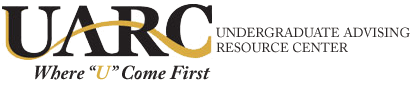 UARC
Where "U" Come First
UNDERGRADUATE ADVISING
RESOURCE CENTER